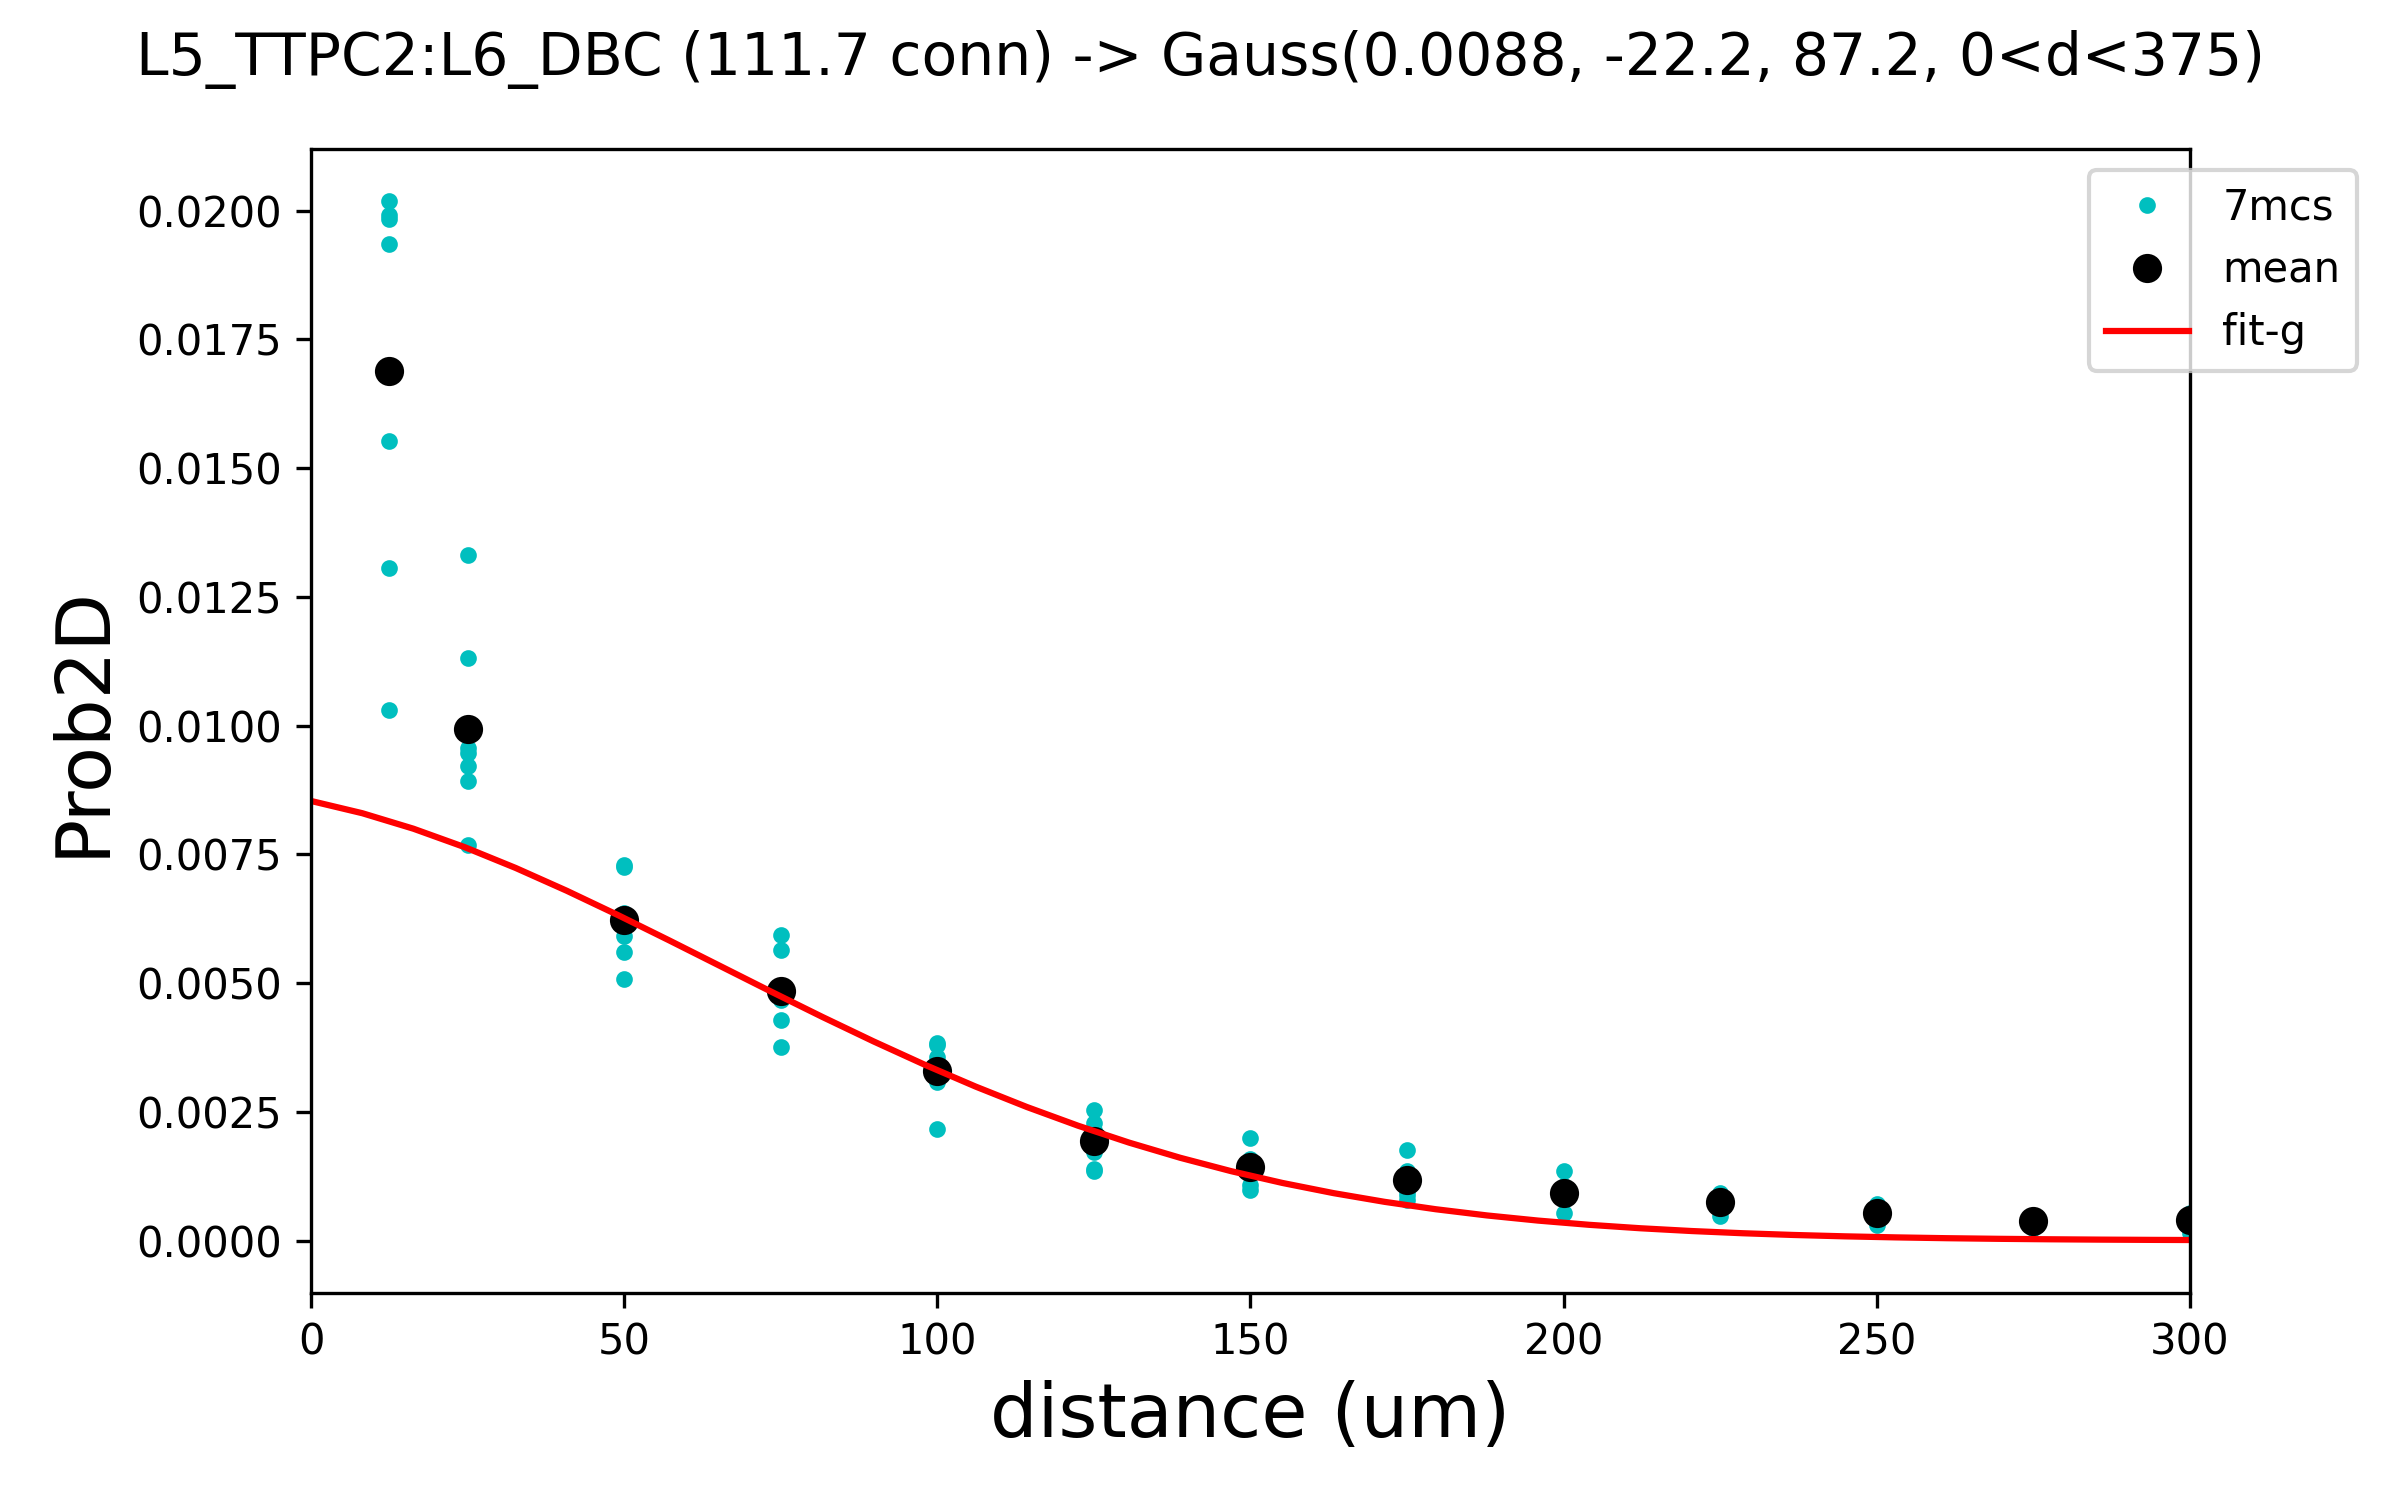 L5_TTPC2:L6_DBC (111.7 conn) -> Gauss(0.0088, -22.2, 87.2, 0<d<375)
7mcs
mean
fit-g
Prob2D
0.0200
0.0175
0.0150
0.0125
0.0100
0.0075
0.0050
0.0025
0.0000
0 50 100 150 200 250 300
distance (um)